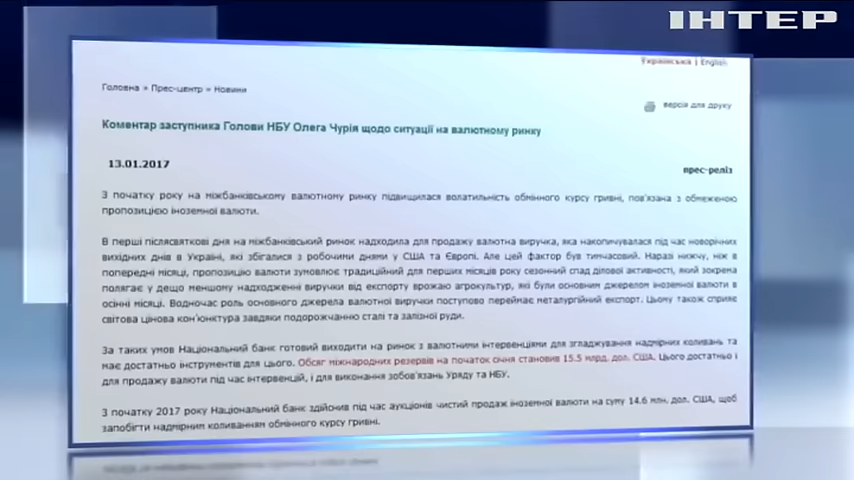 ІНТЕР
Українська | English
Головна » Прес-центр » Новини
версія для друку
Коментар заступника Голови НБУ Олега Чурія щодо ситуації на валютному ринку
13.01.2017
прес-реліз
З початку року на міжбанківському валютному ринку підвищилася волатильність обмінного курсу гривні, пов'язана з обмеженою
пропозицією іноземної валюти.
В перші післясвяткові дня на міжбанківський ринок надходила для продажу валютна виручка, яка накопичувалася під час новорічних
вихідних днів в Україні, які збігалися з робочими днями у США та Європі. Але цей фактор був тимчасовий. Наразі нижчу, ніж в
попередні місяці, пропозицію валюти зумовлює традиційний для перших місяців року сезонний спад ділової активності, який зокрема
полягає у дещо меншому надходженні виручки від експорту врожаю агрокультур, які були основним джерелом іноземної валюти в
осінні місяці. Водночас роль основного джерела валютної виручки поступово переймає металургійний експорт. Цьому також сприяє
світова цінова кон'юнктура завдяки подорожчанню сталі та залізної руди.
За таких умов Національний банк готовий виходити на ринок з валютними інтервенціями для згладжування надмірних коливань та
має достатньо інструментів для цього. Обсяг міжнародних резервів на початок січня становив 15.5 млрд. дол. США. Цього достатньо і
для продажу валюти під час інтервенцій, і для виконання зобов'язань Уряду та НБУ.
З початку 2017 року Національний банк здійснив під час аукціонів чистий продаж іноземної валюти на суму 14.6 млн. дол. США, щоб
запобігти надмірним коливанням обмінного курсу гривні.